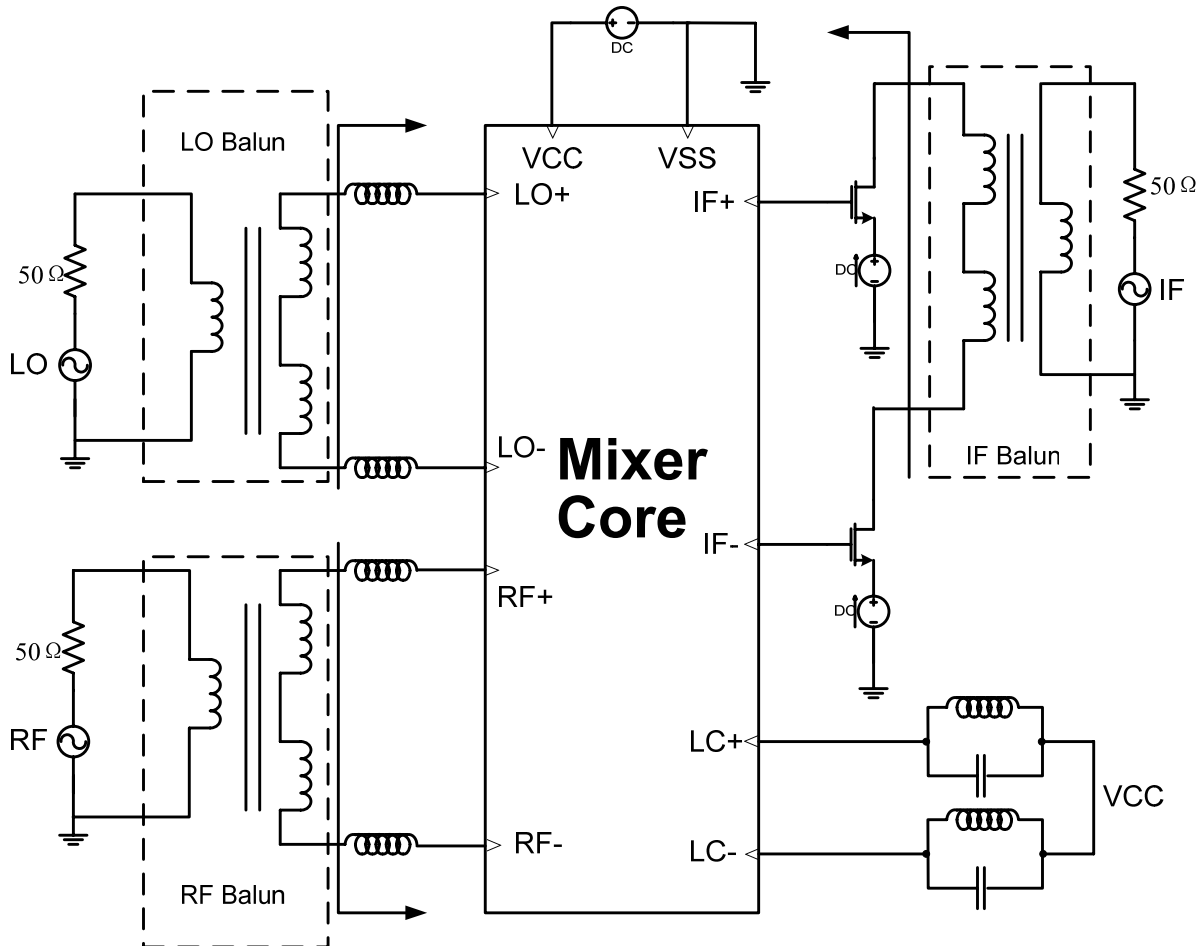 DC
LO Balun
VCC
VSS
LO+
IF+
50 Ω
50 Ω
DC
LO
IF
LO-
Mixer
Core
IF Balun
IF-
RF+
DC
50 Ω
RF
LC+
VCC
RF-
LC-
RF Balun